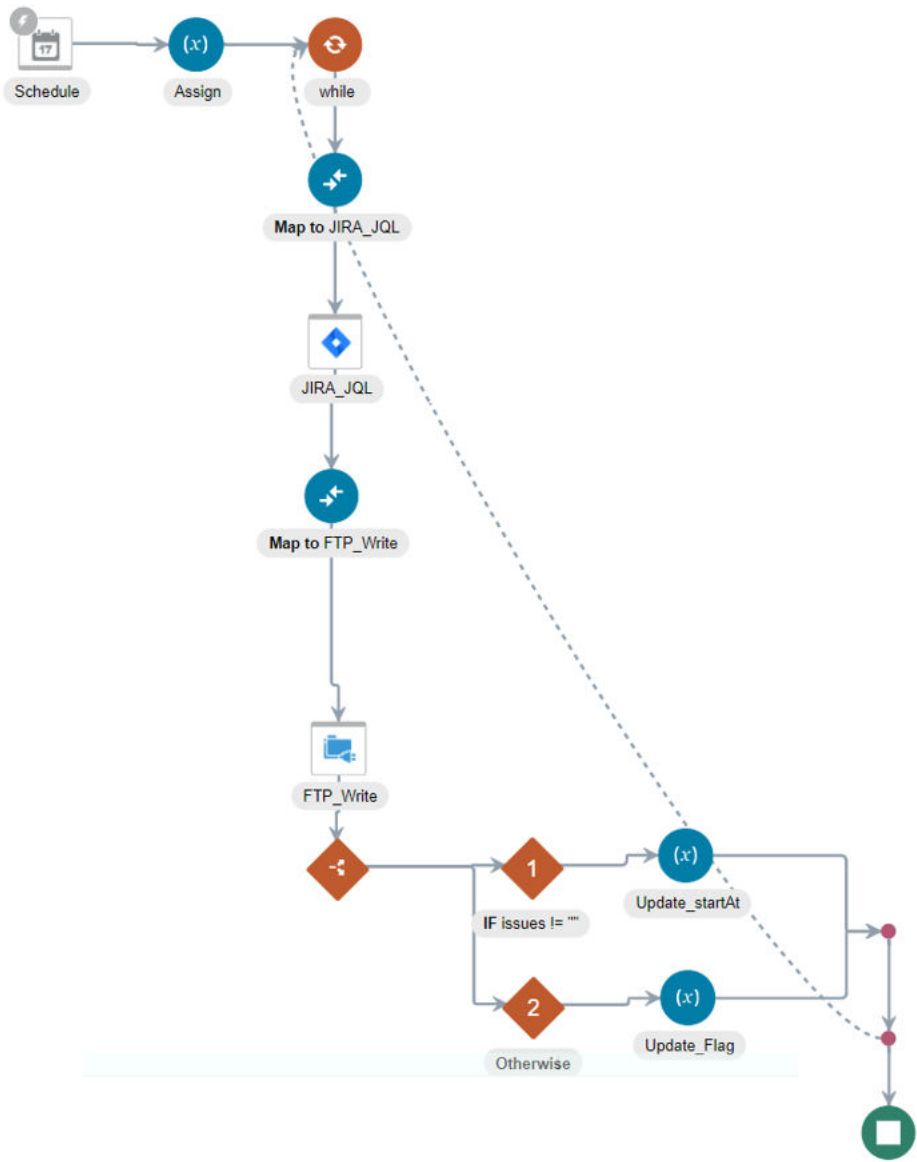 17
(x)
Schedule
Assign
while
Map to JIRA_JQL
JIRA_JQL
Map to FTP_Write
FTP_Write
1
(x)
IF issues != ""
Update_startAt
2
(x)
Otherwise
Update_Flag